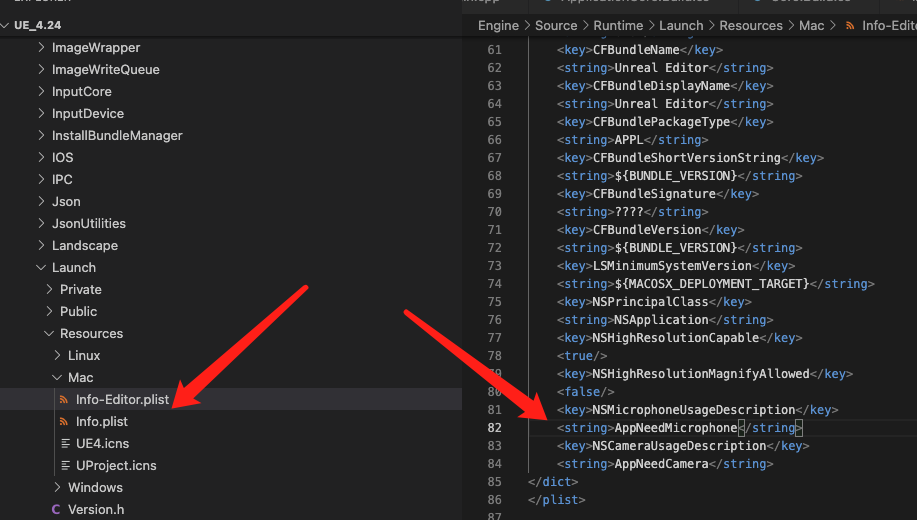 UE_4.24
ImageWrapper
ImageWriteQueue
InputCore
InputDevice
InstallBundleManager
IOS
IPC
Json
JsonUtilities
Landscape
Launch
Private
Public
Resources
Linux
Mac
Info-Editor.plist
Info.plist
UE4.icns
UProject.icns
Windows
C Version.h
Engine > Source > Runtime > Launch > Resources > Mac >
61 <key>CFBundleName</key>
62 <string>Unreal Editor</string>
63 <key>CFBundleDisplayName</key>
64 <string>Unreal Editor</string>
65 <key>CFBundlePackageType</key>
66 <string>APPL</string>
67 <key>CFBundleShortVersionString</key>
68 <string>${BUNDLE_VERSION}</string>
69 <key>CFBundleSignature</key>
70 <string>????</string>
71 <key>CFBundleVersion</key>
72 <string>${BUNDLE_VERSION}</string>
73 <key>LSMinimumSystemVersion</key>
74 <string>${MACOSX_DEPLOYMENT_TARGET}</string>
75 <key>NSPrincipalClass</key>
76 <string>NSApplication</string>
77 <key>NSHighResolutionCapable</key>
78 <true/>
79 <key>NSHighResolutionMagnifyAllowed</key>
80 <false/>
81 <key>NSMicrophoneUsageDescription</key>
82 <string>AppNeedMicrophone</string>
83 <key>NSCameraUsageDescription</key>
84 <string>AppNeedCamera</string>
85 </dict>
86 </plist>
87